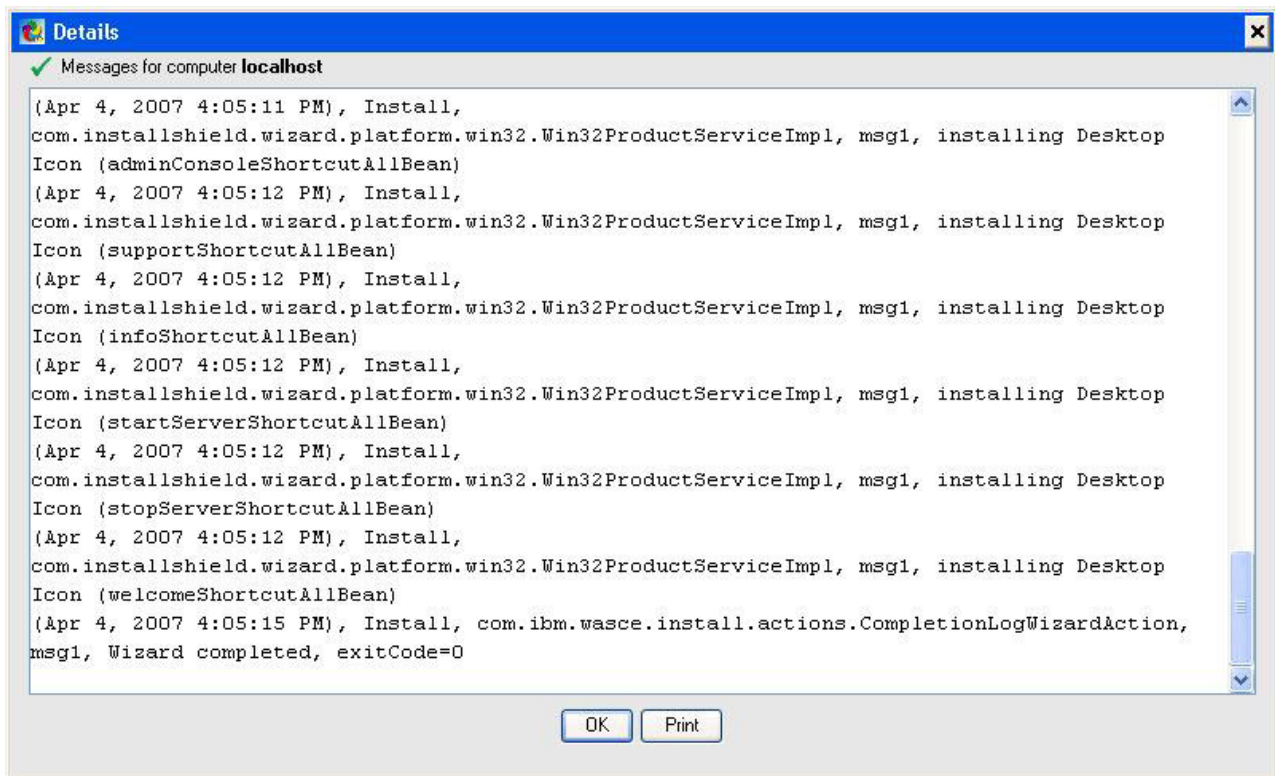 Details
Messages for computer localhost
(Apr 4, 2007 4:05:11 PM), Install,
com.installshield.wizard.platform.win32.Win32ProductServiceImpl, msg1, installing Desktop
Icon (adminConsoleShortcutAllBean)
(Apr 4, 2007 4:05:12 PM), Install,
com.installshield.wizard.platform.win32.Win32ProductServiceImpl, msg1, installing Desktop
Icon (supportShortcutAllBean)
(Apr 4, 2007 4:05:12 PM), Install,
com.installshield.wizard.platform.win32.Win32ProductServiceImpl, msg1, installing Desktop
Icon (infoShortcutAllBean)
(Apr 4, 2007 4:05:12 PM), Install,
com.installshield.wizard.platform.win32.Win32ProductServiceImpl, msg1, installing Desktop
Icon (startServerShortcutAllBean)
(Apr 4, 2007 4:05:12 PM), Install,
com.installshield.wizard.platform.win32.Win32ProductServiceImpl, msg1, installing Desktop
Icon (stopServerShortcutAllBean)
(Apr 4, 2007 4:05:12 PM), Install,
com.installshield.wizard.platform.win32.Win32ProductServiceImpl, msg1, installing Desktop
Icon (welcomeShortcutAllBean)
(Apr 4, 2007 4:05:15 PM), Install, com.ibm.wasce.install.actions.CompletionLogWizardAction,
msg1, Wizard completed, exitCode=0
OK Print